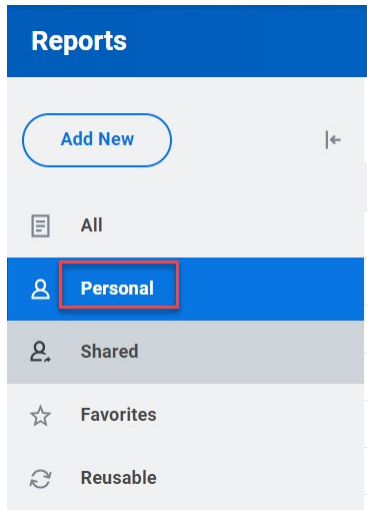 Reports
Add New
All
Personal
Shared
Favorites
Reusable